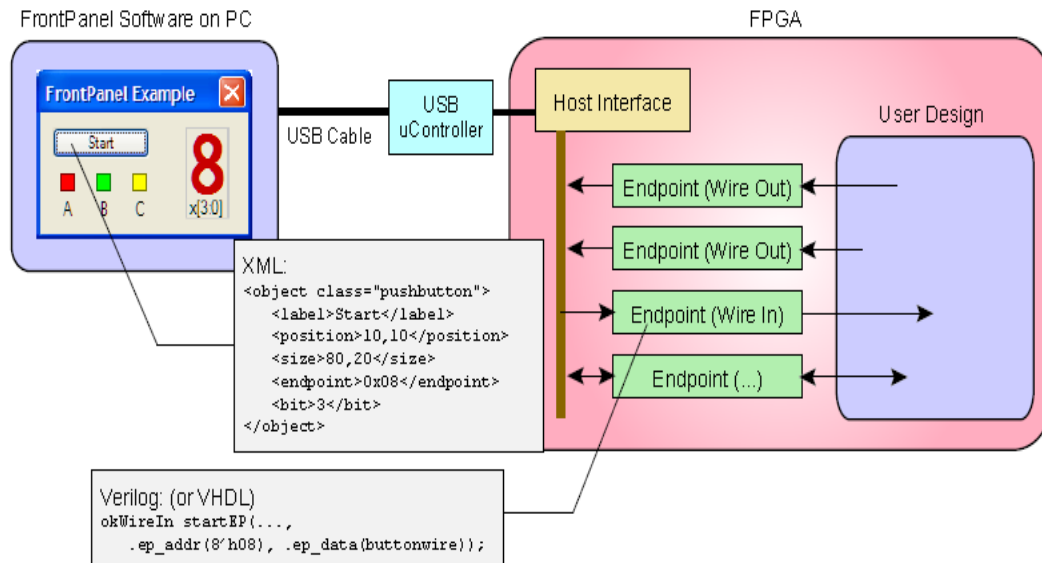 FrontPanel Software on PC
FPGA
FrontPanel Example
Start
A B C
x[3:0]
8
USB Cable
USB
uController
Host Interface
User Design
Endpoint (Wire Out)
Endpoint (Wire Out)
Endpoint (Wire In)
Endpoint (...)
XML:
<object class="pushbutton">
<label>Start</label>
<position>10,10</position>
<size>80,20</size>
<endpoint>0x08</endpoint>
<bit>3</bit>
</object>
Verilog: (or VHDL)
okWireIn startEP(...,
.ep_addr(8'h08), .ep_data(buttonwire));